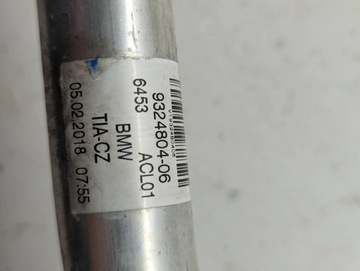 9324804-06
6453 ACL01
BMW
TIA-CZ
05.02.2018 07:55